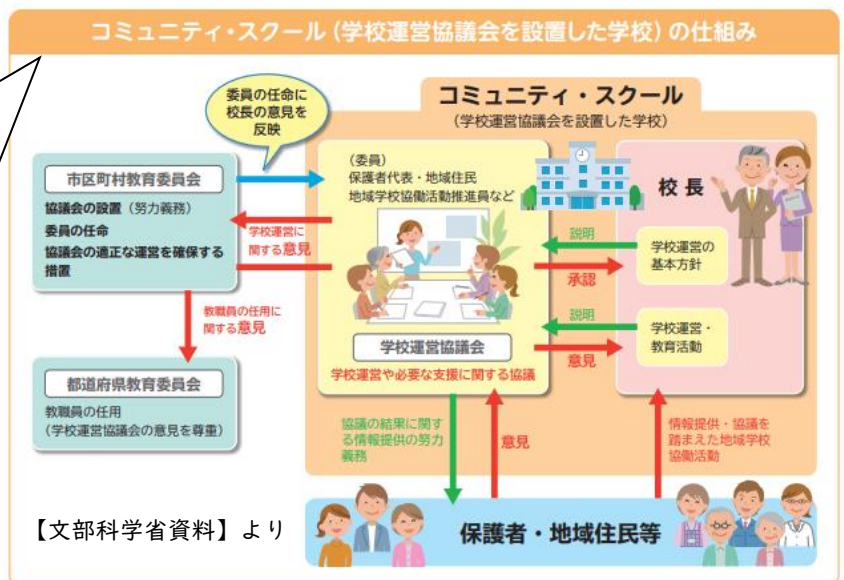 コミュニティ・スクール（学校運営協議会を設置した学校）の仕組み
委員の任命に
校長の意見を
反映
コミュニティ・スクール
（学校運営協議会を設置した学校）
市区町村教育委員会
協議会の設置（努力義務）
委員の任命
協議会の適正な運営を確保する
措置
学校運営に
関する意見
（委員）
保護者代表・地域住民
地域学校協働活動推進員など
学校運営協議会
学校運営や必要な支援に関する協議
校長
説明
承認
学校運営の
基本方針
説明
意見
学校運営・
教育活動
教職員の任用に
関する意見
都道府県教育委員会
教職員の任用
（学校運営協議会の意見を尊重）
協議の結果に関す
る情報提供の努力
義務
意見
情報提供・協議を
踏まえた地域学校
協働活動
【文部科学省資料】より
保護者・地域住民等